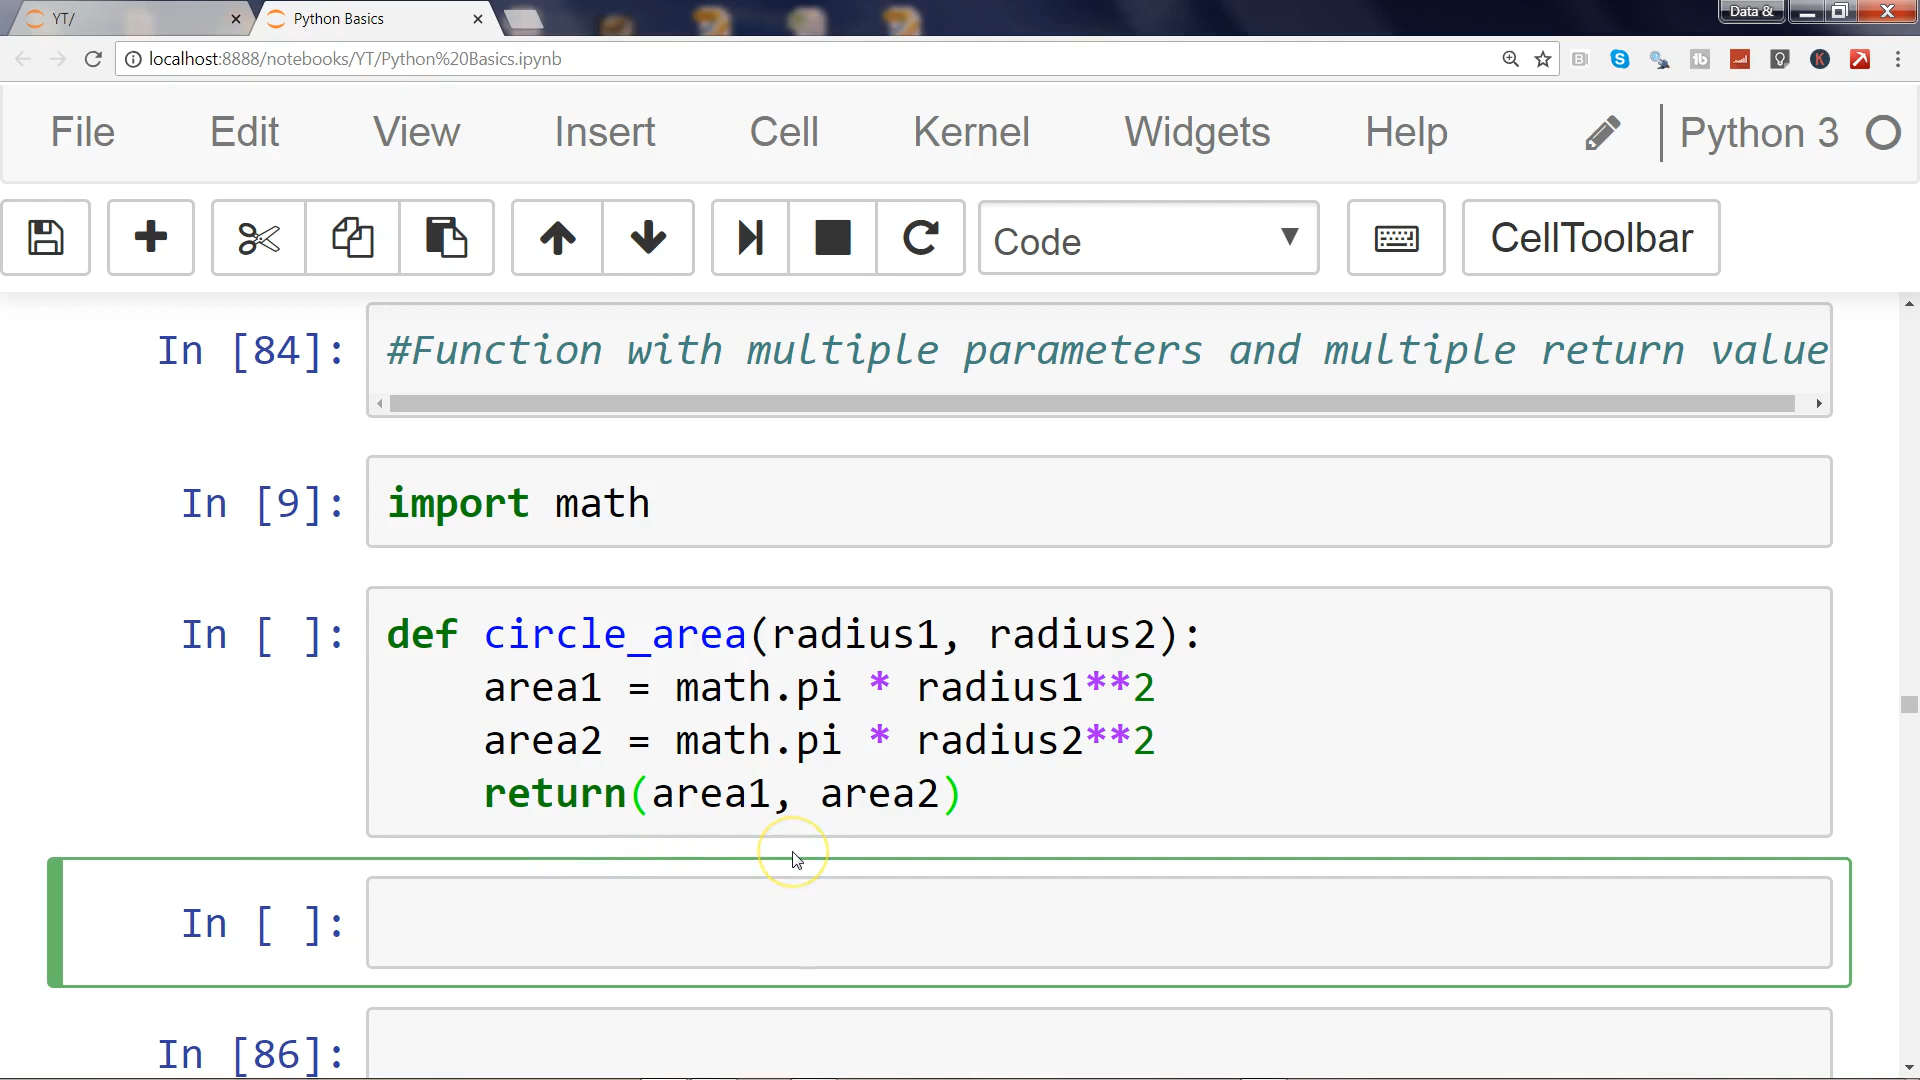 YT/
Python Basics
Data &
localhost:8888/notebooks/YT/Python%20Basics.ipynb
File Edit View Insert Cell Kernel Widgets Help Python 3
Code CellToolbar
In [84]: #Function with multiple parameters and multiple return value
In [9]: import math
In [ ]: def circle_area(radius1, radius2):
area1 = math.pi * radius1**2
area2 = math.pi * radius2**2
return(area1, area2)
In [ ]:
In [86]: